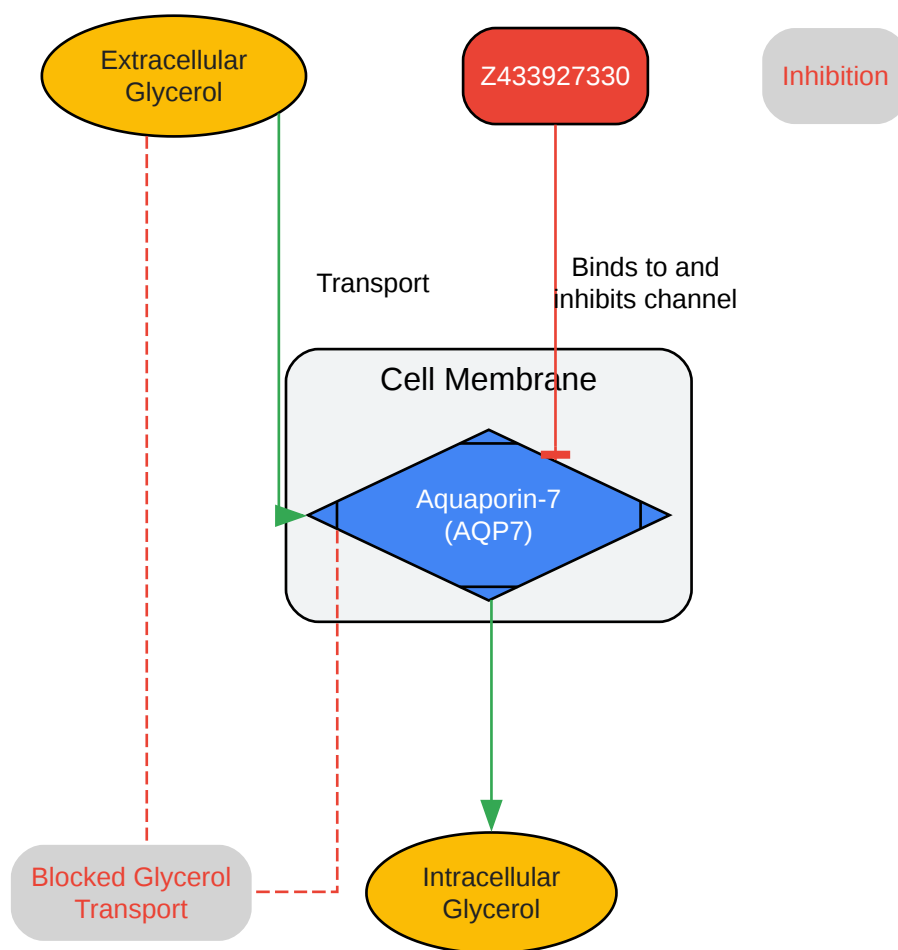 Extracellular
Glycerol
Z433927330
Inhibition
Transport
Binds to and
inhibits channel
Cell Membrane
Aquaporin-7
(AQP7)
Blocked Glycerol
Transport
Intracellular
Glycerol